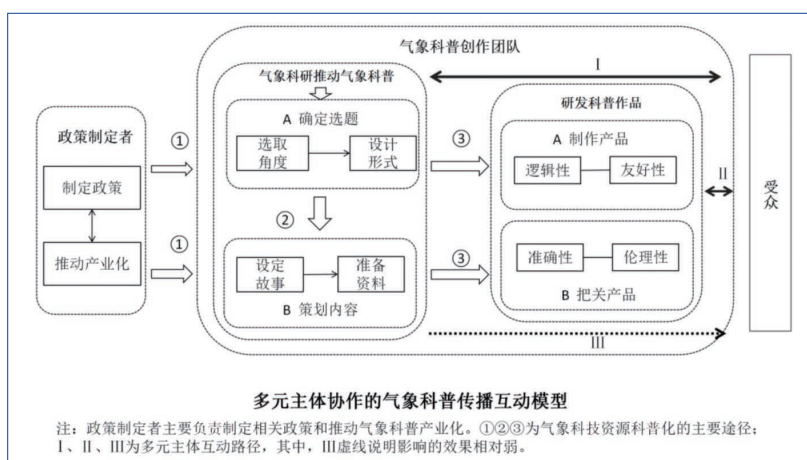 气象科普创作团队
气象科研推动气象科普
Ⅰ
A 确定选题
选取
角度
设计
形式
②
设定
故事
准备
资料
B 策划内容
政策制定者
制定政策
推动产业化
①
①
③
③
研发科普作品
A 制作产品
逻辑性
友好性
准确性
伦理性
B 把关产品
Ⅱ
Ⅲ
受众
多元主体协作的气象科普传播互动模型
注：政策制定者主要负责制定相关政策和推动气象科普产业化。①②③为气象科技资源科普化的主要途径；
Ⅰ、Ⅱ、Ⅲ为多元主体互动路径，其中，Ⅲ虚线说明影响的效果相对弱。